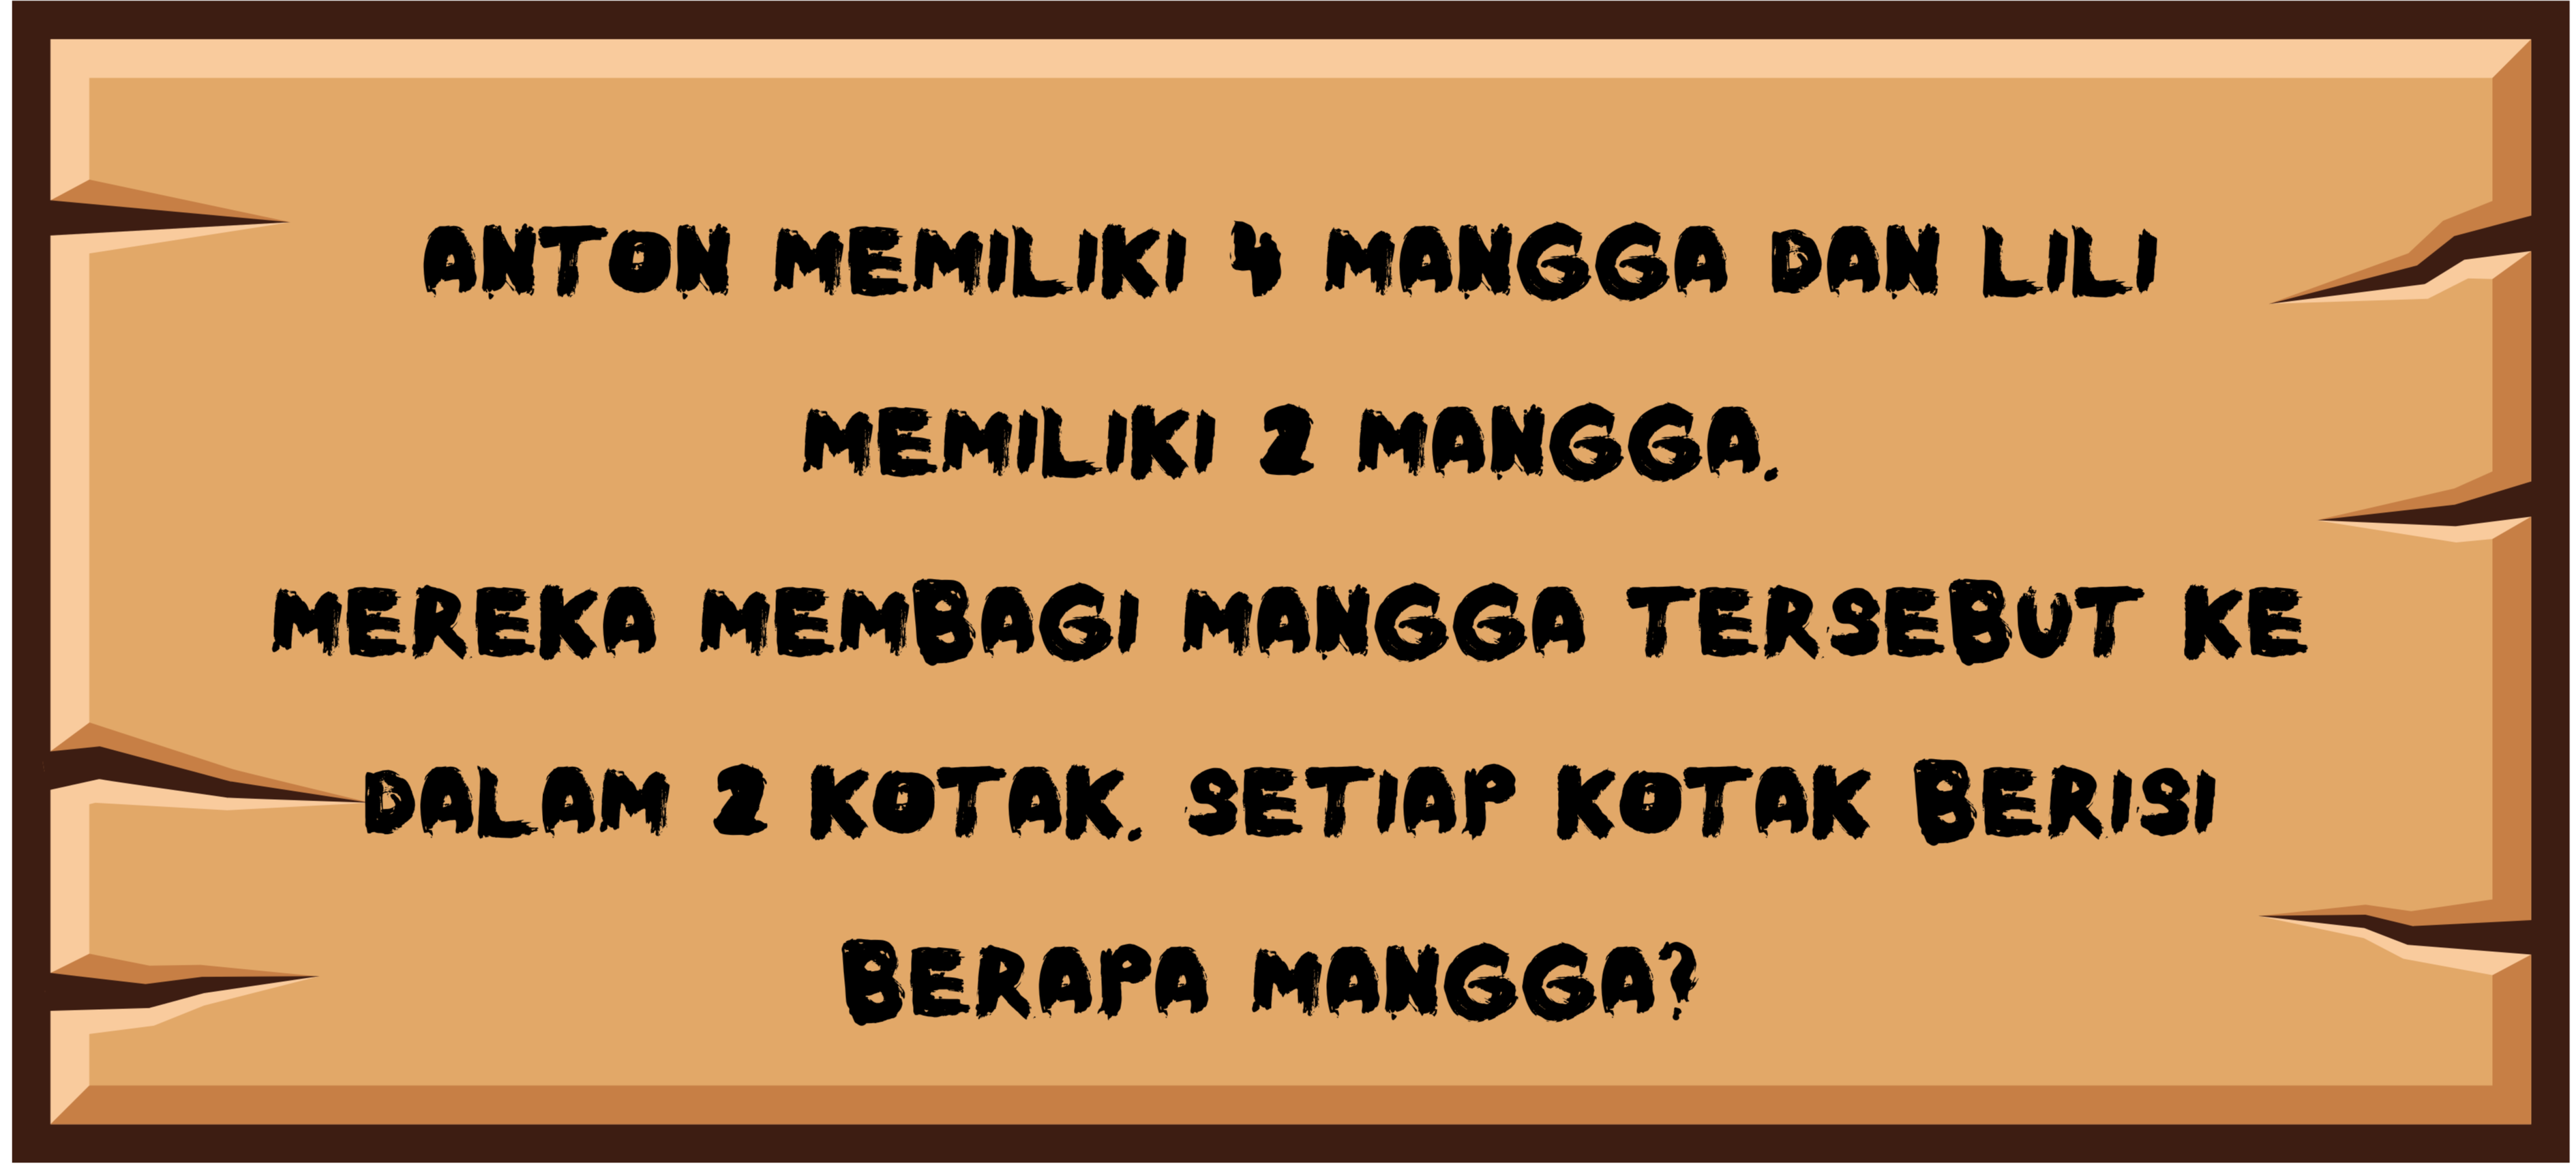 ANTON MEMILIKI 4 MANGGA DAN LILI
MEMILIKI 2 MANGGA.
MEREKA MEMBAGI MANGGA TERSEBUT KE
DALAM 2 KOTAK. SETIAP KOTAK BERISI
BERAPA MANGGA?